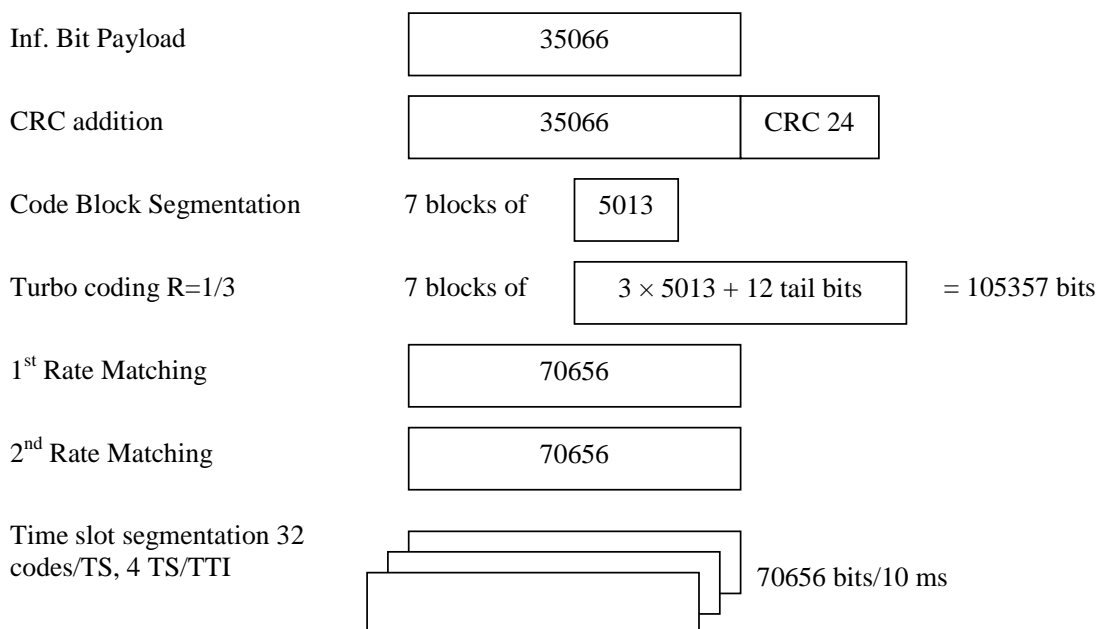 Inf. Bit Payload 35066
CRC addition 35066 CRC 24
Code Block Segmentation 7 blocks of 5013
Turbo coding R=1/3 7 blocks of 3 × 5013 + 12 tail bits = 105357 bits
1st Rate Matching 70656
2nd Rate Matching 70656
Time slot segmentation 32
codes/TS, 4 TS/TTI
70656 bits/10 ms